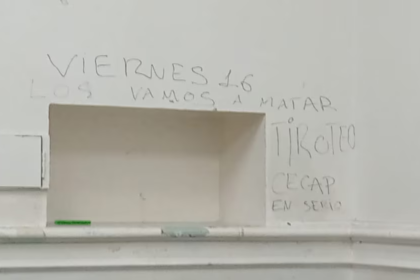 VIERNES 16
LOS VAMOS A MATAR
TIROTEO
CECAP
EN SERIO